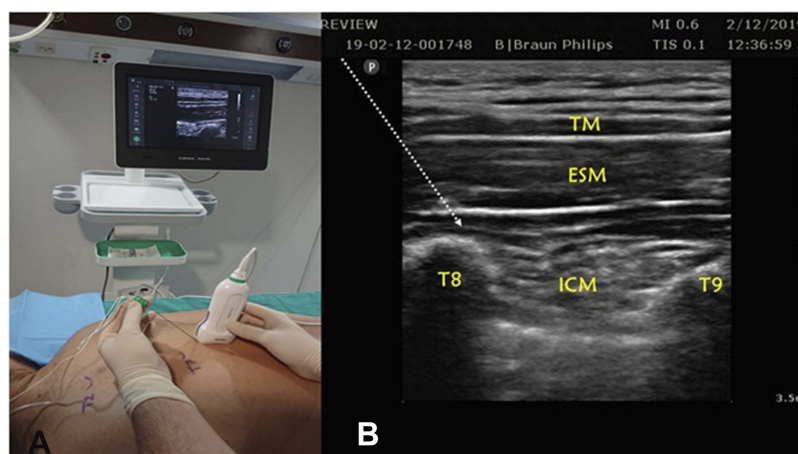 REVIEW MI 0.6 2/12/201
19-02-12-001748 B|Braun Philips TIS 0.1 12:36:59
P
TM
ESM
T8 ICM T9
3.5
A B